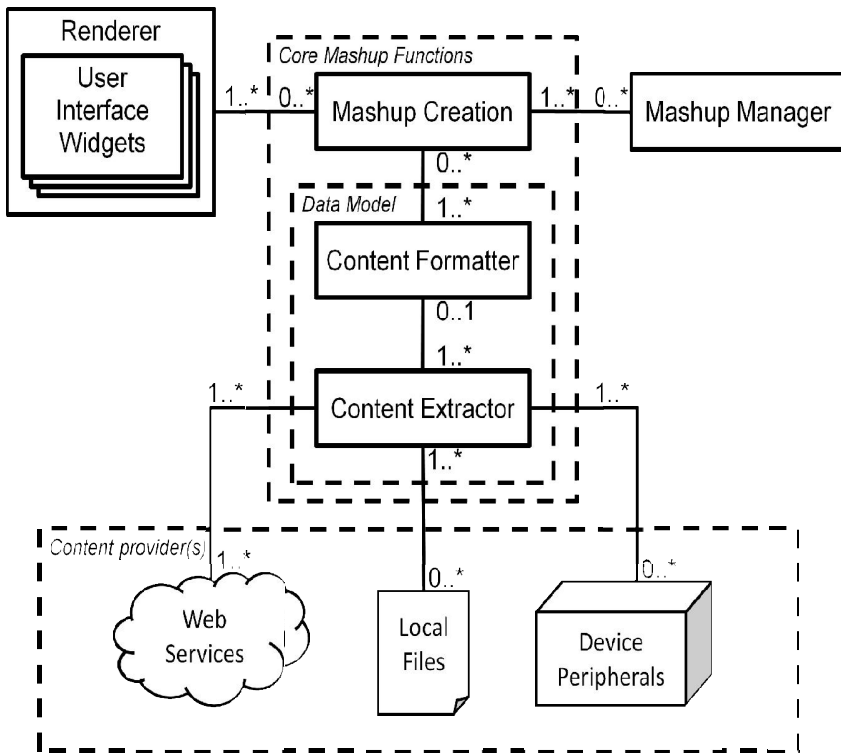 Renderer
User
Interface
Widgets
Core Mashup Functions
1..*
0..*
Mashup Creation
1..*
0..*
Mashup Manager
0..*
Data Model
1..*
Content Formatter
0..1
1..*
1..*
Content Extractor
1..*
1..*
Content provider(s)
1..*
0..*
0..*
Web
Services
Local
Files
Device
Peripherals